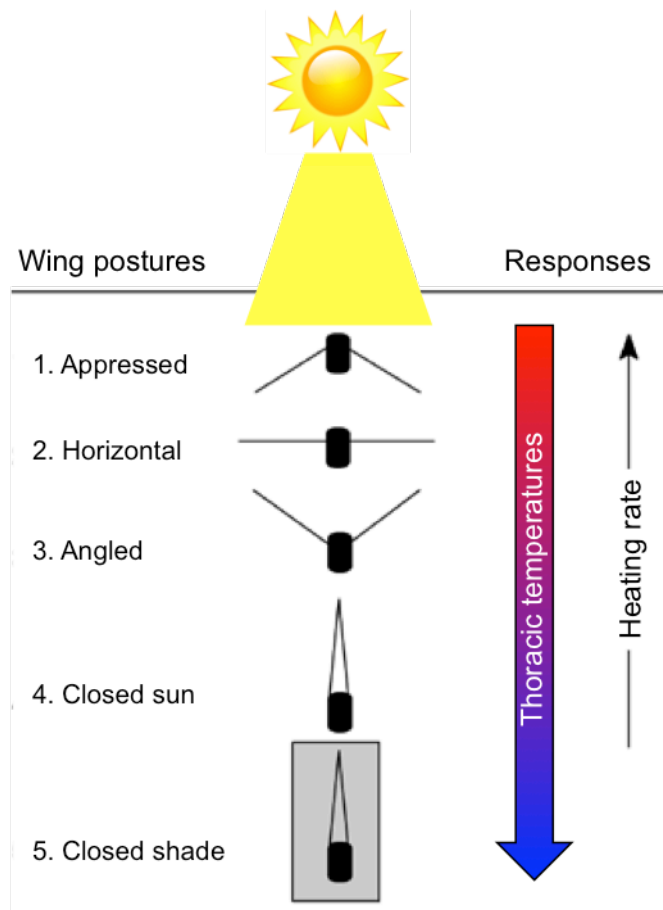 Wing postures
Responses
1. Appressed
2. Horizontal
3. Angled
4. Closed sun
5. Closed shade
Thoracic temperatures
Heating rate